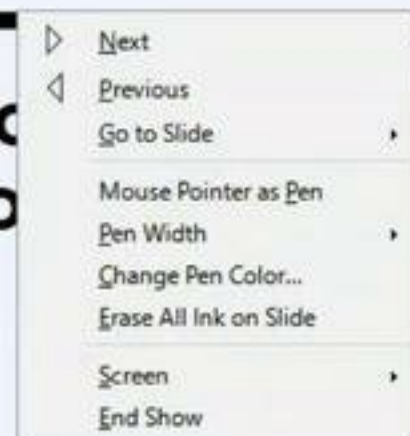 Next
Previous
Go to Slide
Mouse Pointer as Pen
Pen Width
Change Pen Color...
Erase All Ink on Slide
Screen
End Show